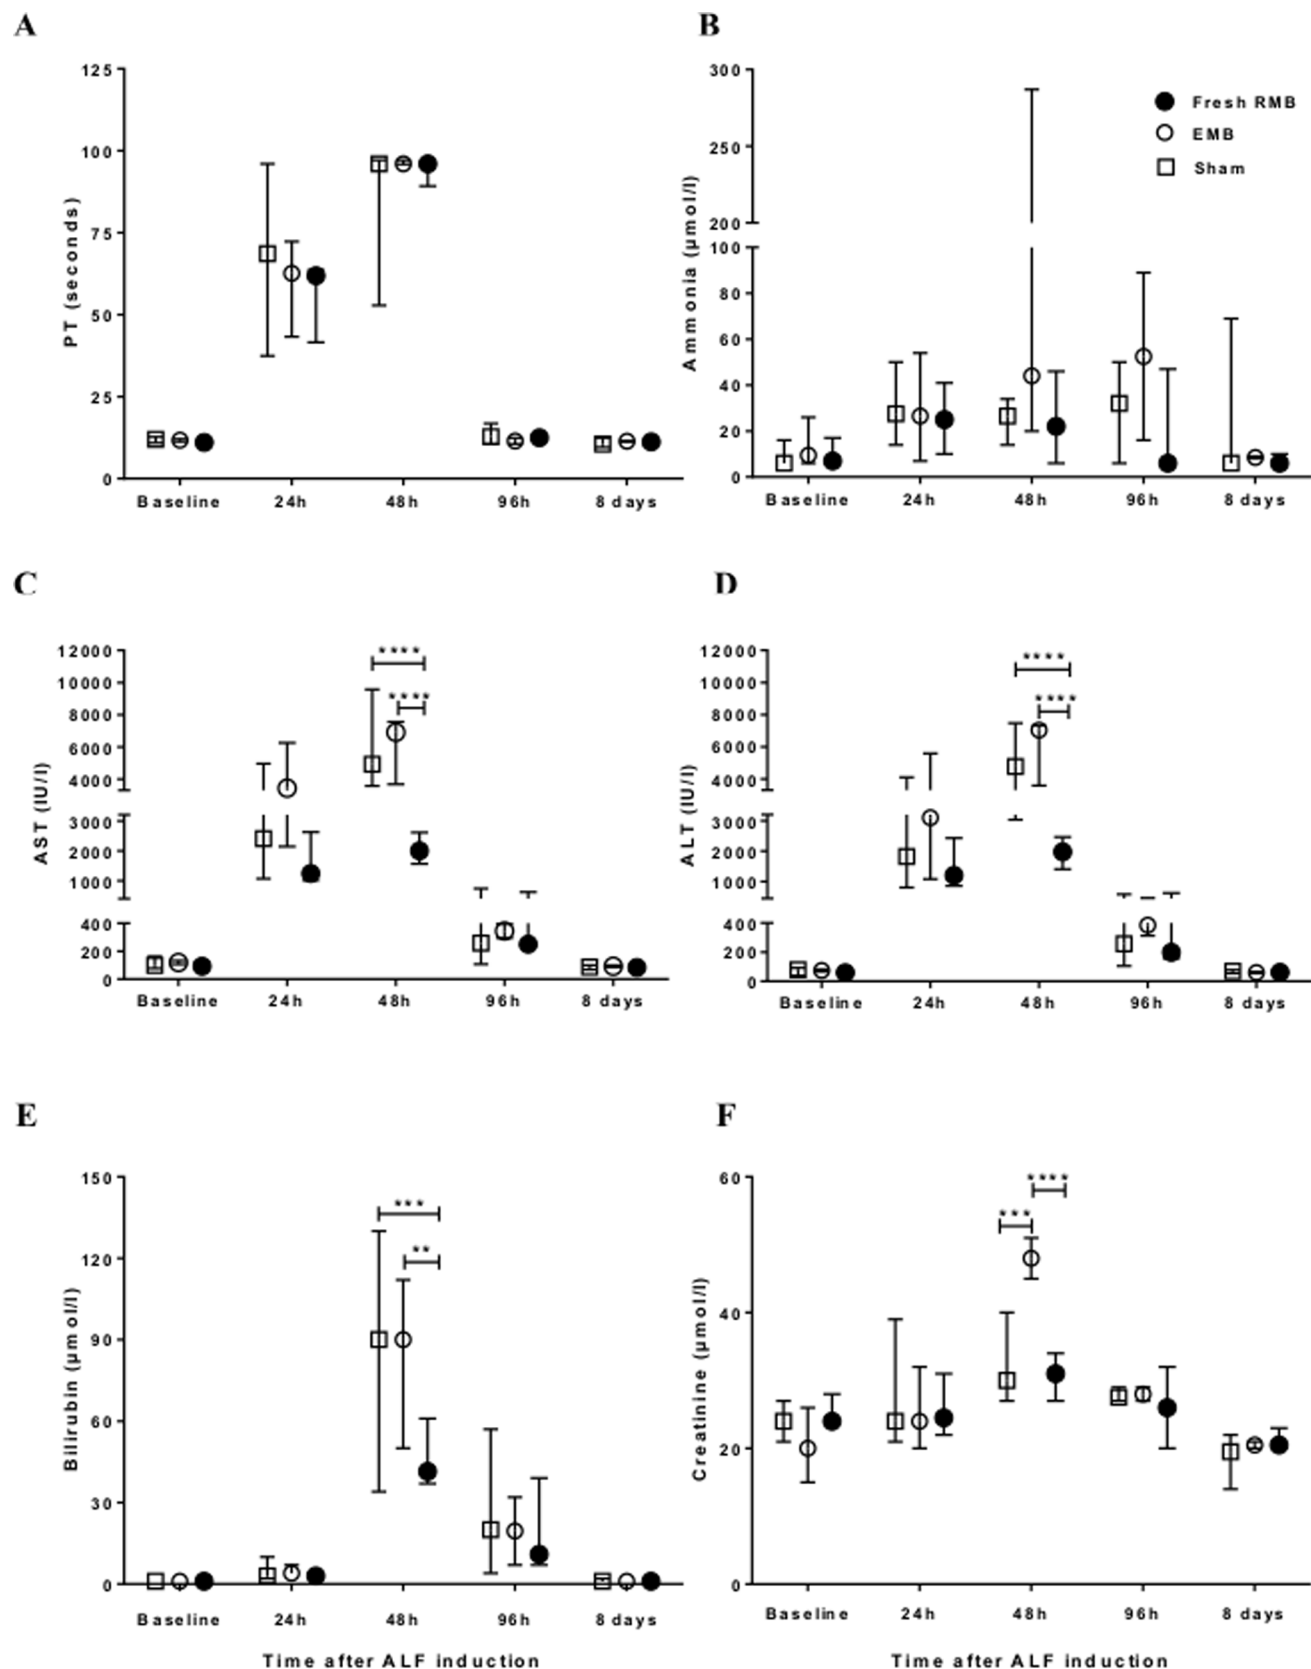 A
B
PT (seconds)
125
100
75
50
25
0
Baseline 24h 48h 96h 8 days
Ammonia (µmol/l)
300
250
200
100
80
60
40
20
0
Fresh RMB
EMB
Sham
Baseline 24h 48h 96h 8 days
C
D
AST (IU/l)
12000
10000
8000
6000
4000
3000
2000
1000
400
200
0
****
****
Baseline 24h 48h 96h 8 days
ALT (IU/l)
12000
10000
8000
6000
4000
3000
2000
1000
400
200
0
****
****
Baseline 24h 48h 96h 8 days
E
F
Bilirubin (µmol/l)
150
120
90
60
30
0
***
**
Baseline 24h 48h 96h 8 days
Time after ALF induction
Creatinine (µmol/l)
60
40
20
0
****
***
Baseline 24h 48h 96h 8 days
Time after ALF induction